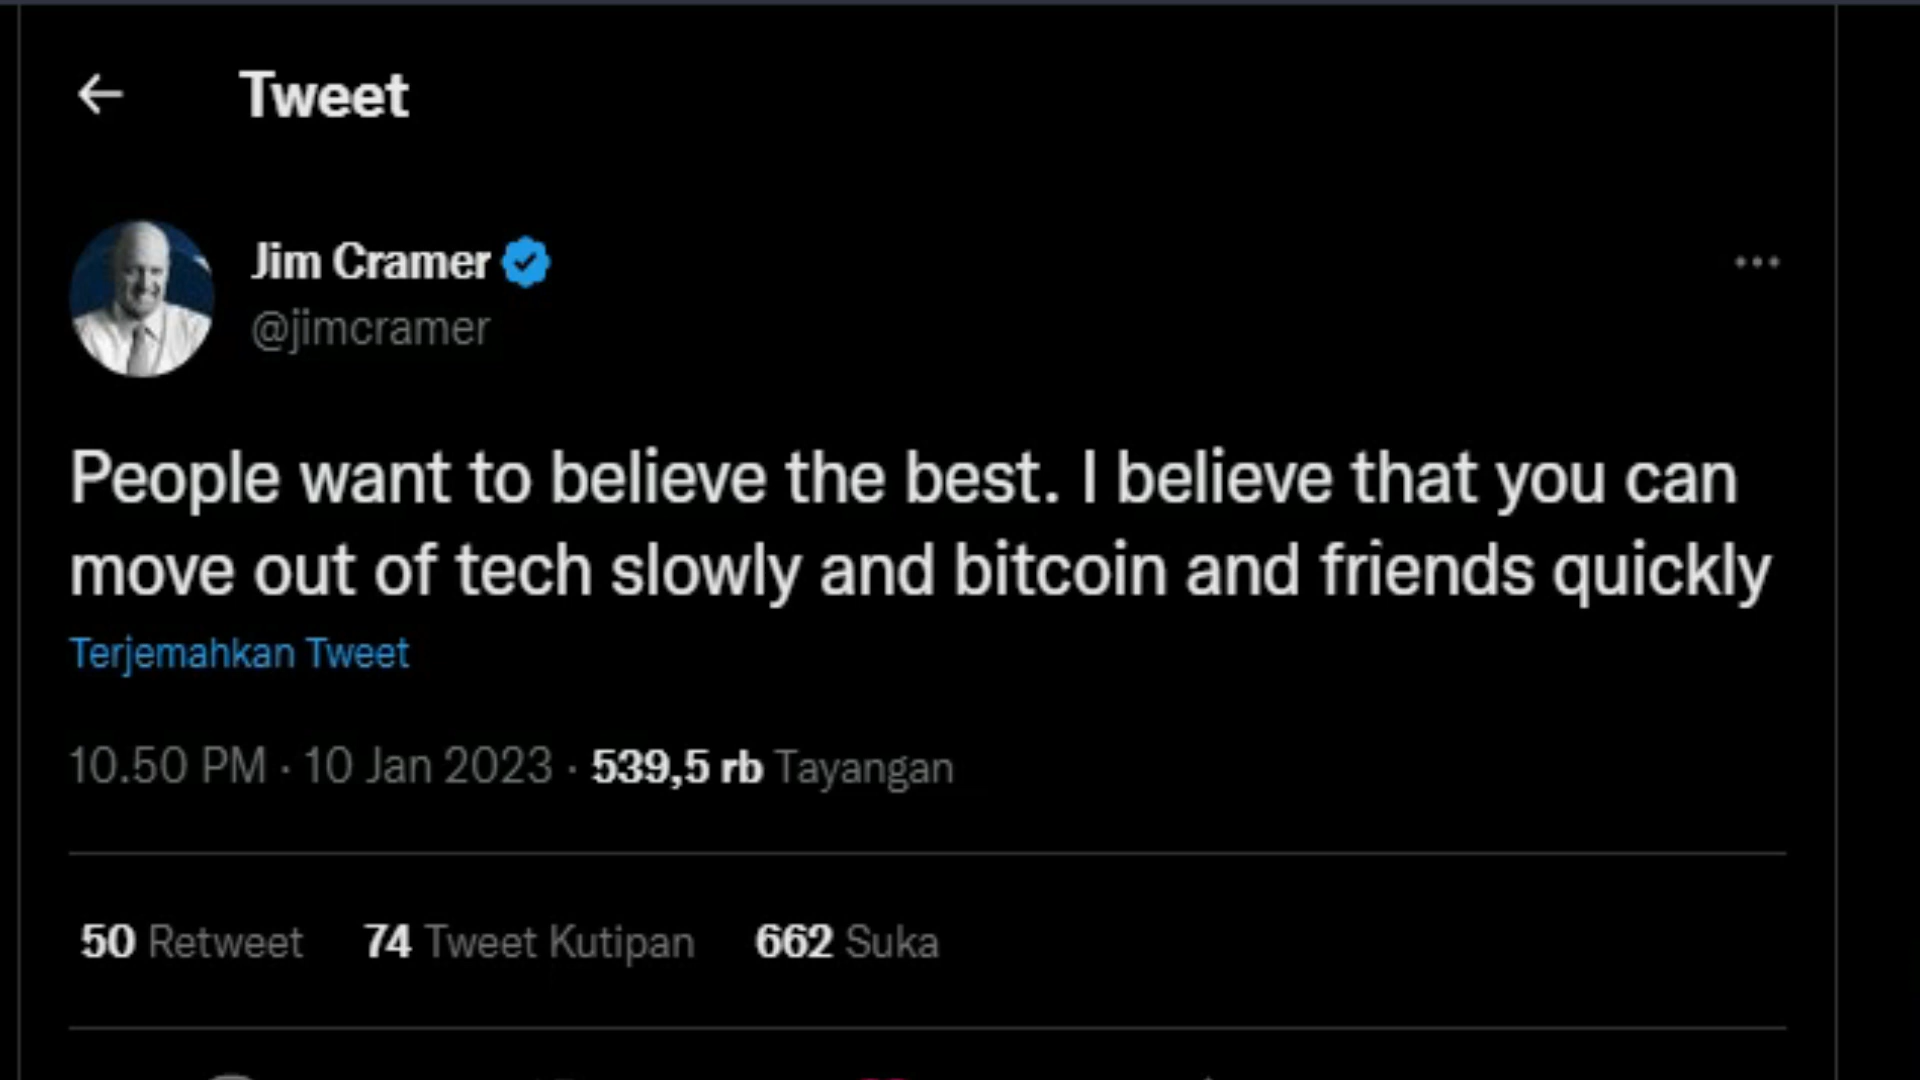 Tweet
Jim Cramer
@jimcramer
People want to believe the best. I believe that you can
move out of tech slowly and bitcoin and friends quickly
Terjemahkan Tweet
10.50 PM · 10 Jan 2023 · 539,5 rb Tayangan
50 Retweet 74 Tweet Kutipan 662 Suka